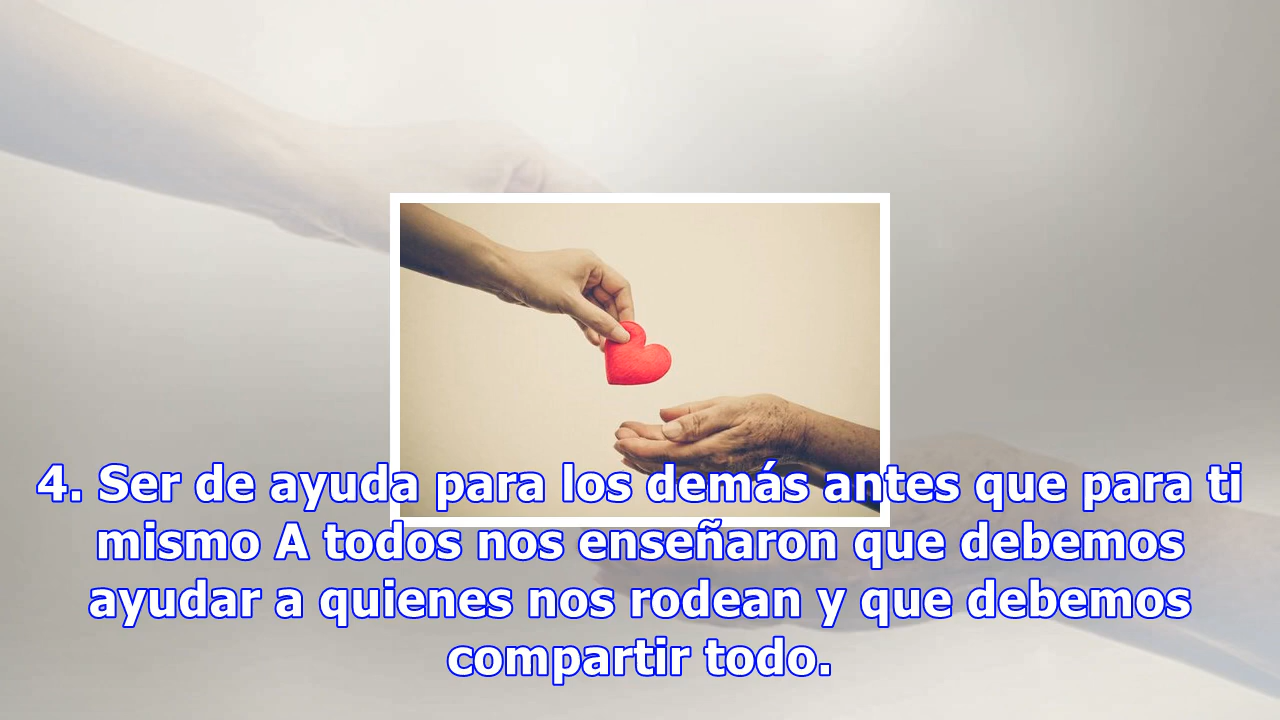 4. Ser de ayuda para los demás antes que para ti
mismo A todos nos enseñaron que debemos
ayudar a quienes nos rodean y que debemos
compartir todo.